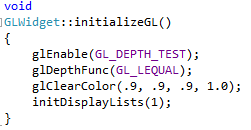 void
GLWidget::initializeGL()
{
glEnable(GL_DEPTH_TEST);
glDepthFunc(GL_LEQUAL);
glClearColor(.9, .9, .9, 1.0);
initDisplayLists(1);
}